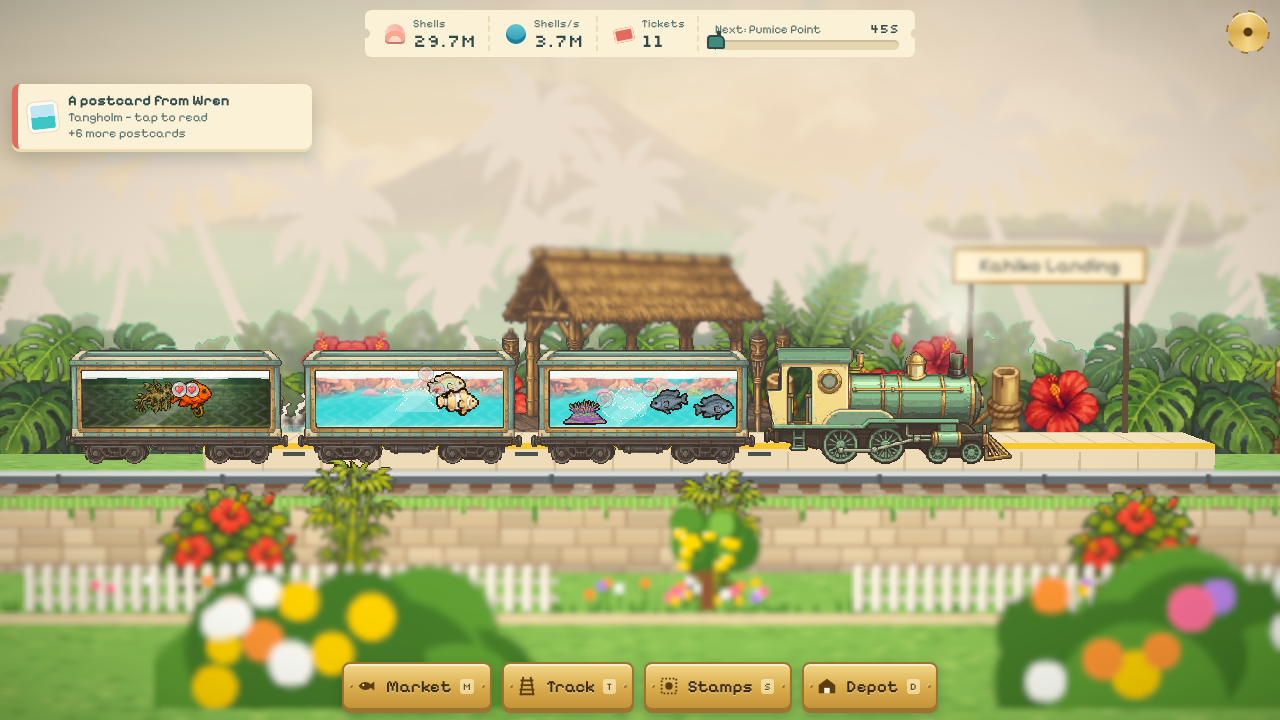 Shells
29.7M
Shells/s
3.7M
Tickets
11
Next: Pumice Point
45S
A postcard from Wren
Tangholm - tap to read
+6 more postcards
Kahiko Landing
Market M
Track T
Stamps S
Depot D